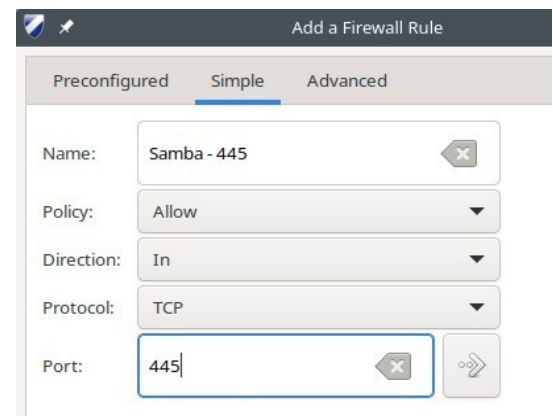 Add a Firewall Rule
Preconfigured Simple Advanced
Name: Samba - 445
Policy: Allow
Direction: In
Protocol: TCP
Port: 445